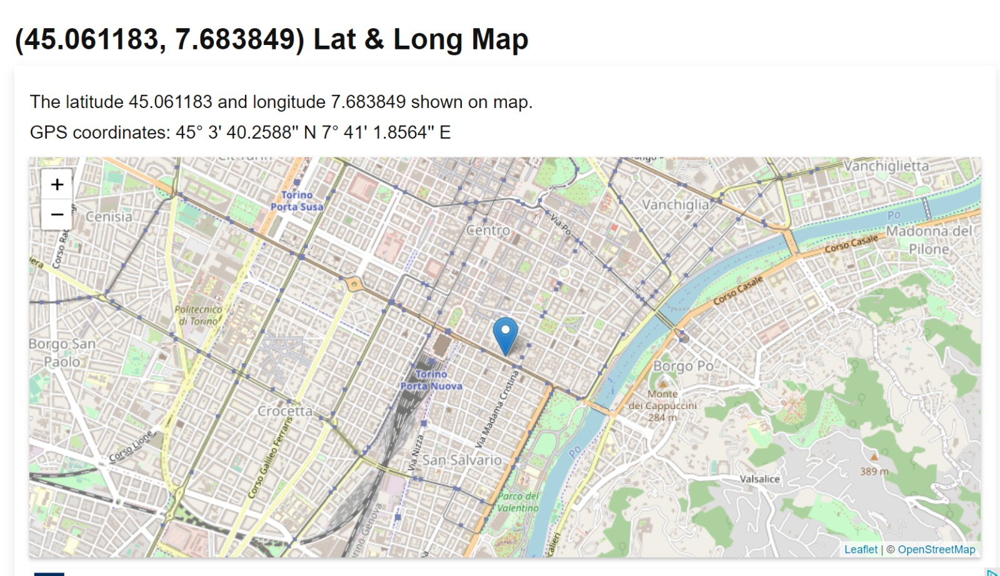 (45.061183, 7.683849) Lat & Long Map
The latitude 45.061183 and longitude 7.683849 shown on map.
GPS coordinates: 45° 3' 40.2588'' N 7° 41' 1.8564'' E
+
−
Torino
Porta Susa
Cenisia
Centro
Via Po
Vanchiglia
Vanchiglietta
Po
Madonna del
Pilone
Corso Casale
Corso Casale
Politecnico
di Torino
Borgo San
Paolo
Torino
Porta Nuova
Via Madama Cristina
Borgo Po
Monte
dei Cappuccini
284 m
Crocetta
Corso Lione
Corso Galileo Ferraris
Via Nizza
San Salvario
Po
389 m
Valsalice
Parco del
Valentino
Leaflet | © OpenStreetMap